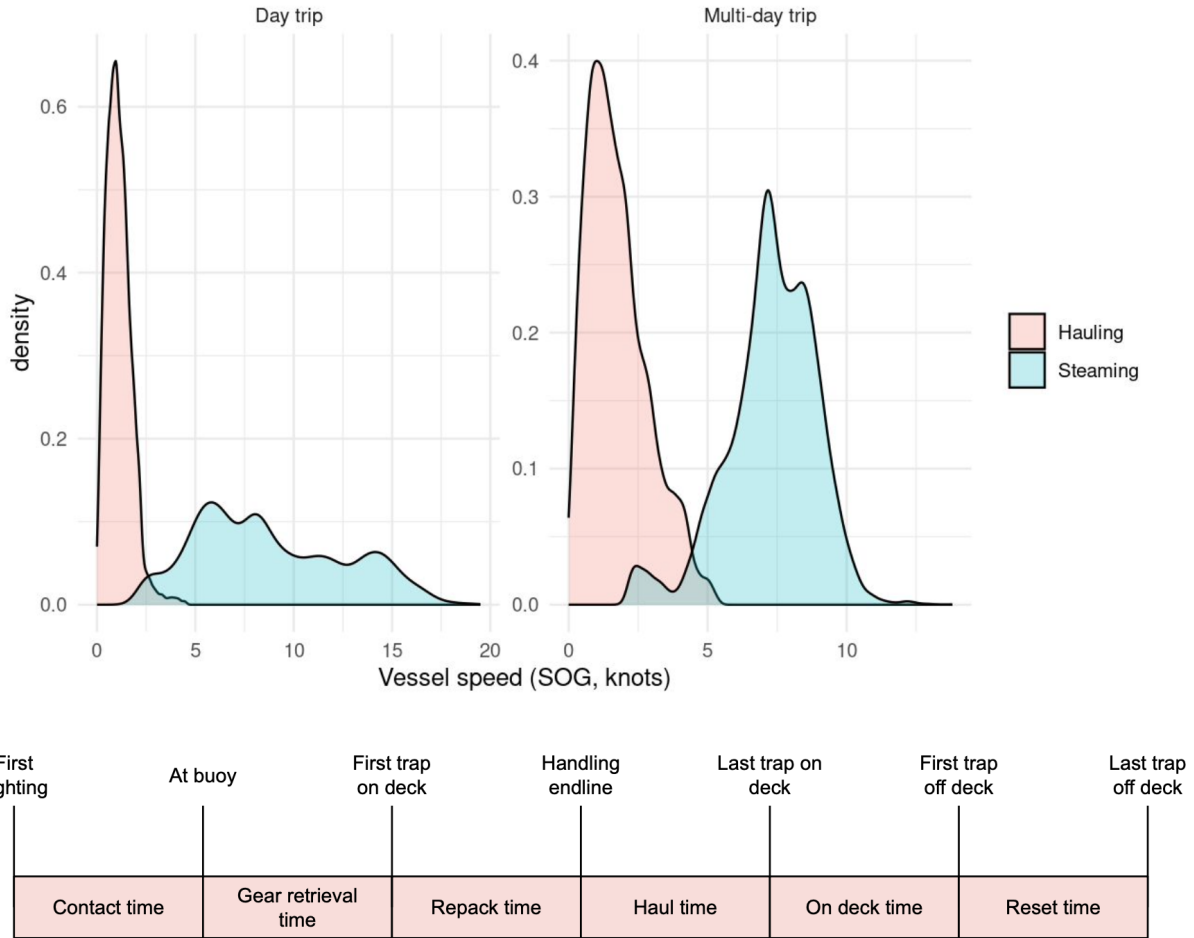 Day trip
Multi-day trip
density
0.6
0.4
0.2
0.0
0.4
0.3
0.2
0.1
0.0
0 5 10 15 20
0 5 10
Vessel speed (SOG, knots)
Hauling
Steaming
First
ghting
At buoy
First trap
on deck
Handling
endline
Last trap on
deck
First trap
off deck
Last trap
off deck
Contact time
Gear retrieval
time
Repack time
Haul time
On deck time
Reset time